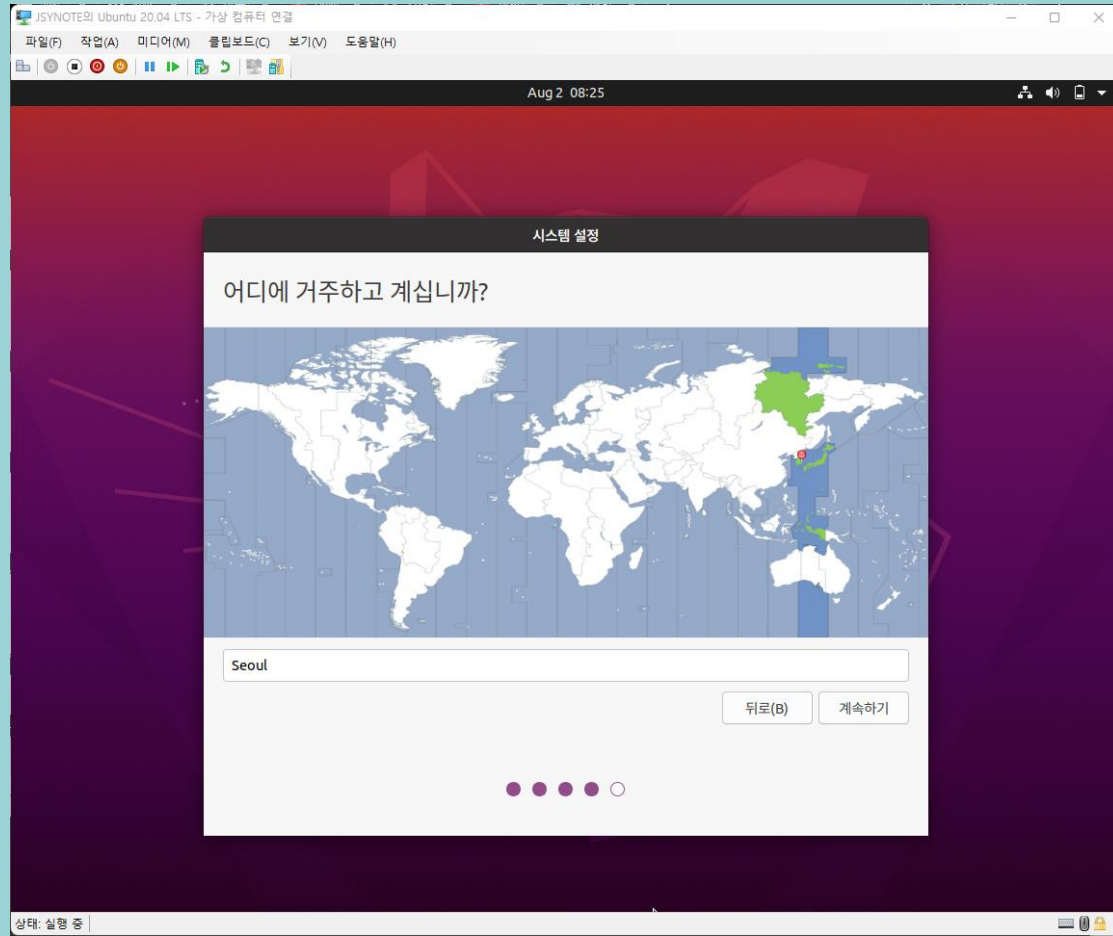 JSYNOTE의 Ubuntu 20.04 LTS - 가상 컴퓨터 연결
파일(F) 작업(A) 미디어(M) 클립보드(C) 보기(V) 도움말(H)
Aug 2 08:25
시스템 설정
어디에 거주하고 계십니까?
Seoul
뒤로(B) 계속하기
상태: 실행 중